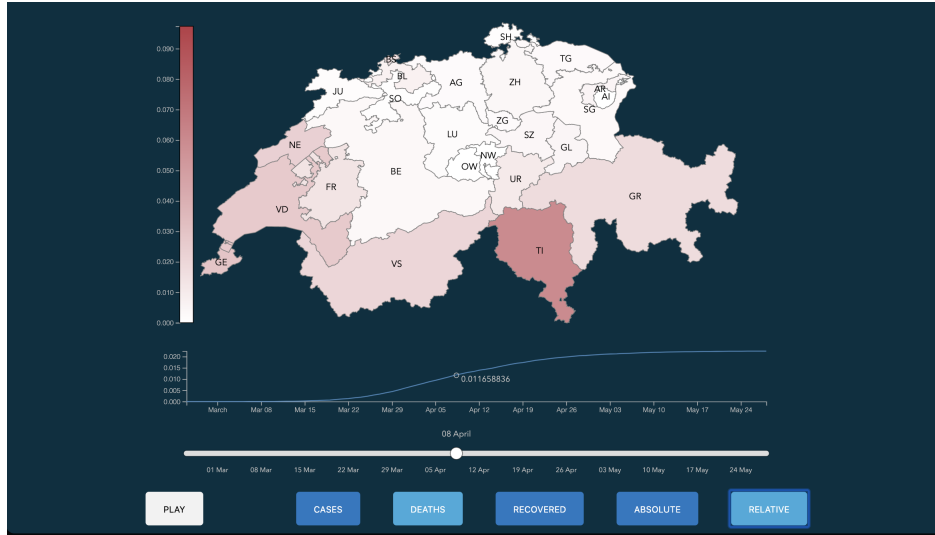 0.090
0.080
0.070
0.060
0.050
0.040
0.030
0.020
0.010
0.000
SH
TG
BS
BL
AG
ZH
JU
SO
AR
AI
SG
ZG
LU
SZ
NE
GL
NW
OW
BE
UR
FR
GR
VD
TI
GE
VS
0.020
0.015
0.010
0.005
0.000
0.011658836
March Mar 08 Mar 15 Mar 22 Mar 29 Apr 05 Apr 12 Apr 19 Apr 26 May 03 May 10 May 17 May 24
08 April
01 Mar 08 Mar 15 Mar 22 Mar 29 Mar 05 Apr 12 Apr 19 Apr 26 Apr 03 May 10 May 17 May 24 May
PLAY CASES DEATHS RECOVERED ABSOLUTE RELATIVE